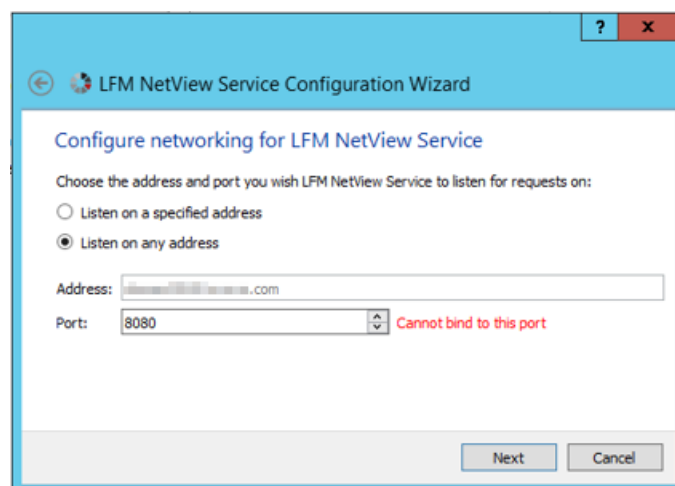 ?
x
LFM NetView Service Configuration Wizard
Configure networking for LFM NetView Service
Choose the address and port you wish LFM NetView Service to listen for requests on:
Listen on a specified address
Listen on any address
Address: .com
Port: 8080 Cannot bind to this port
Next Cancel